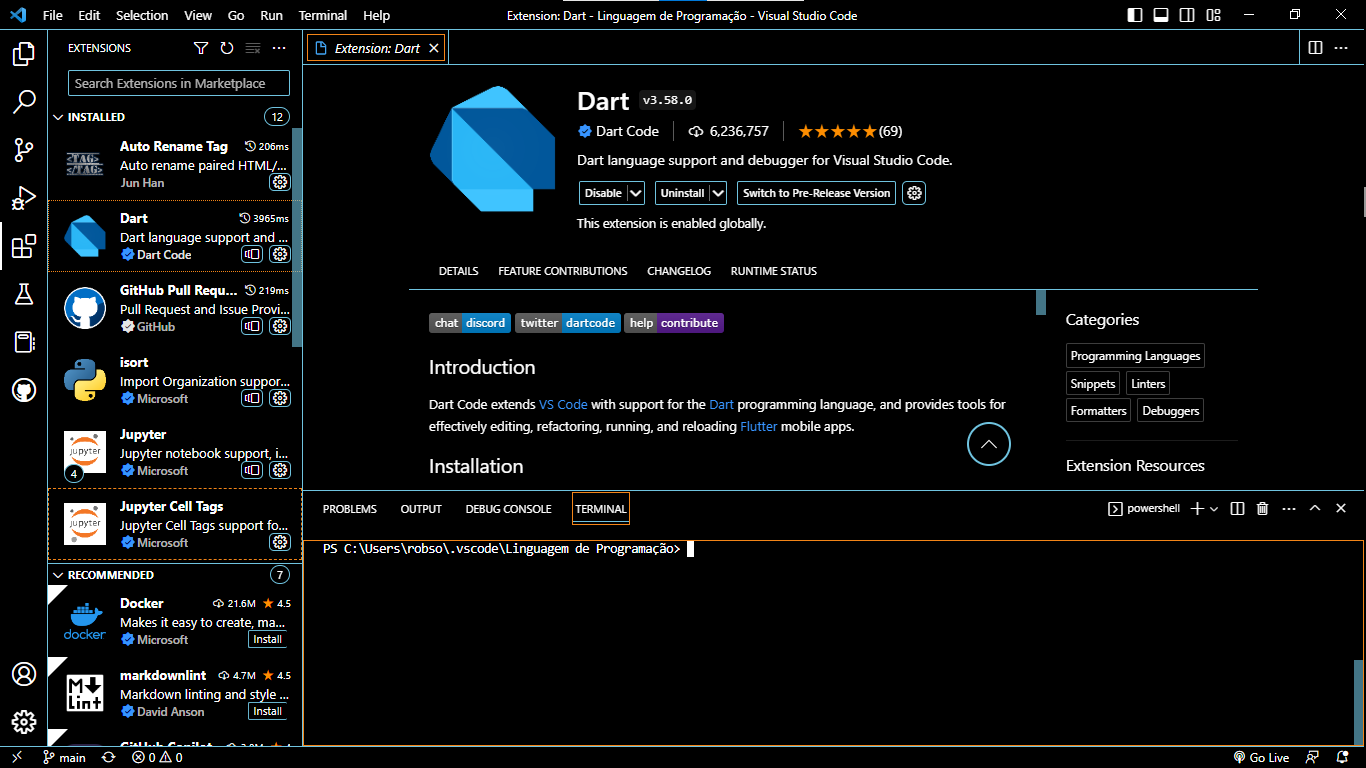 File Edit Selection View Go Run Terminal Help
Extension: Dart - Linguagem de Programação - Visual Studio Code
EXTENSIONS
Search Extensions in Marketplace
INSTALLED 12
Auto Rename Tag 206ms
Auto rename paired HTML/...
Jun Han
Dart 3965ms
Dart language support and ...
Dart Code
GitHub Pull Requ... 219ms
Pull Request and Issue Provi...
GitHub
isort
Import Organization suppor...
Microsoft
Jupyter
Jupyter notebook support, i...
Microsoft
4
Jupyter Cell Tags
Jupyter Cell Tags support fo...
Microsoft
RECOMMENDED 7
Docker 21.6M 4.5
Makes it easy to create, ma...
Microsoft Install
markdownlint 4.7M 4.5
Markdown linting and style ...
David Anson Install
Extension: Dart
Dart v3.58.0
Dart Code 6,236,757 (69)
Dart language support and debugger for Visual Studio Code.
Disable Uninstall Switch to Pre-Release Version
This extension is enabled globally.
DETAILS FEATURE CONTRIBUTIONS CHANGELOG RUNTIME STATUS
chat discord twitter dartcode help contribute
Introduction
Dart Code extends VS Code with support for the Dart programming language, and provides tools for
effectively editing, refactoring, running, and reloading Flutter mobile apps.
Installation
Categories
Programming Languages
Snippets Linters
Formatters Debuggers
Extension Resources
PROBLEMS OUTPUT DEBUG CONSOLE TERMINAL
powershell
PS C:\Users\robso\.vscode\Linguagem de Programação>
main 0 0
Go Live